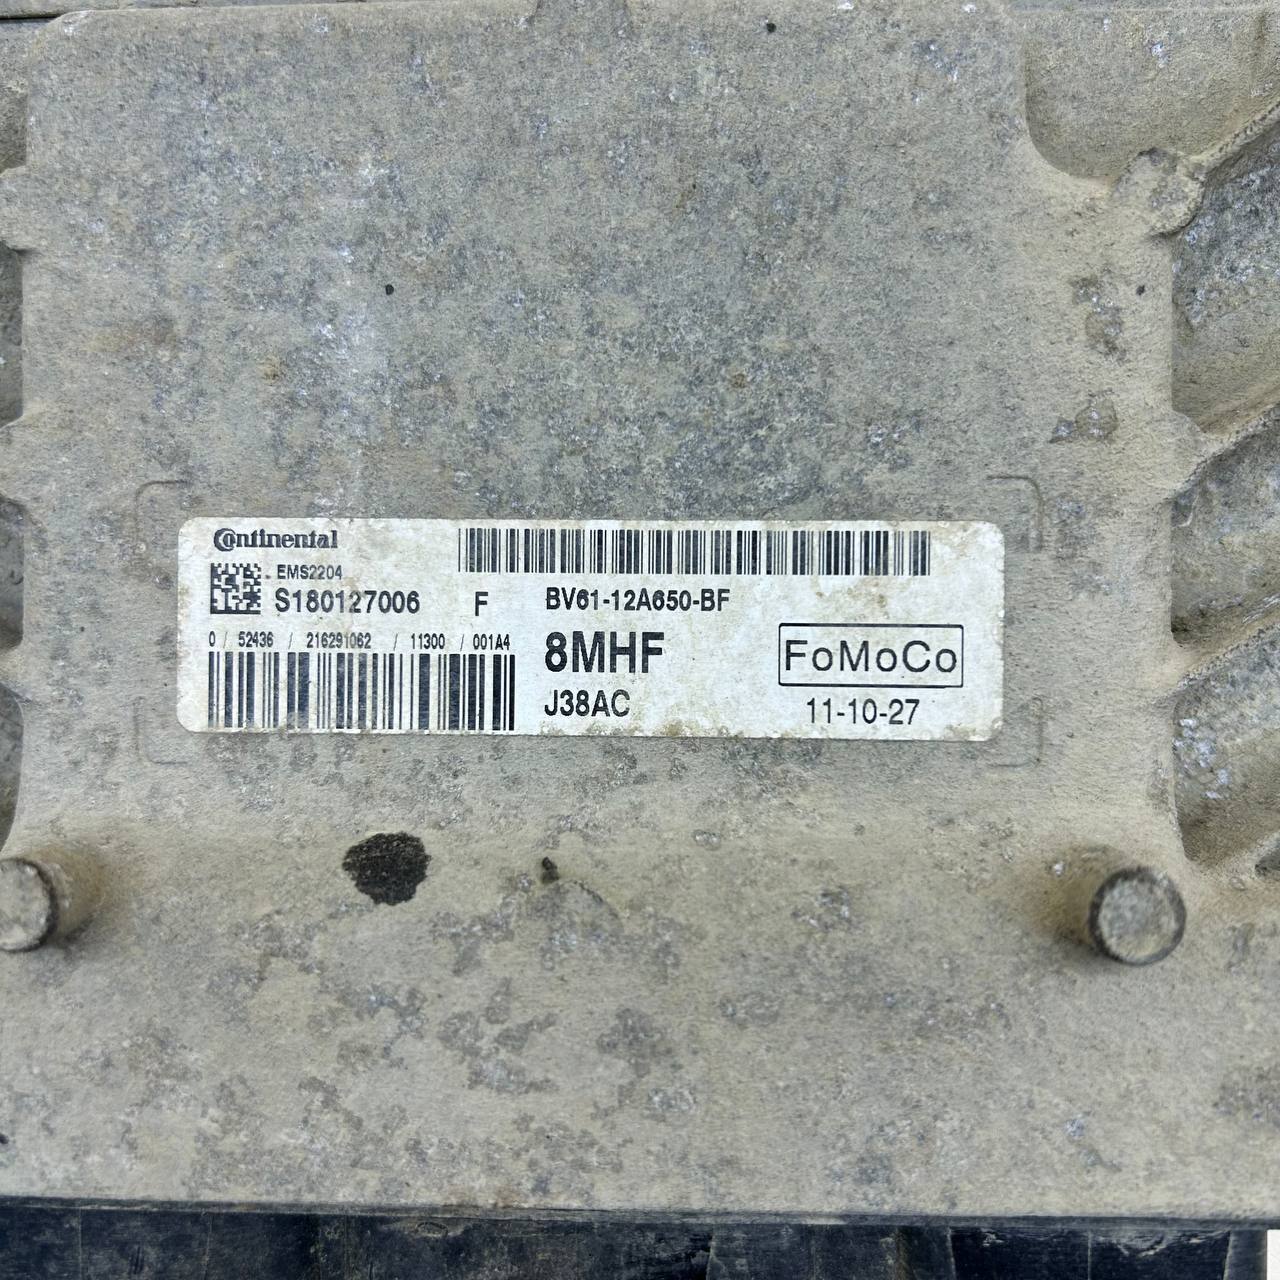 Continental
EMS2204
S180127006 F BV61-12A650-BF
0 / 52436 / 216291062 / 11300 / 001A4
8MHF
FoMoCo
J38AC
11-10-27